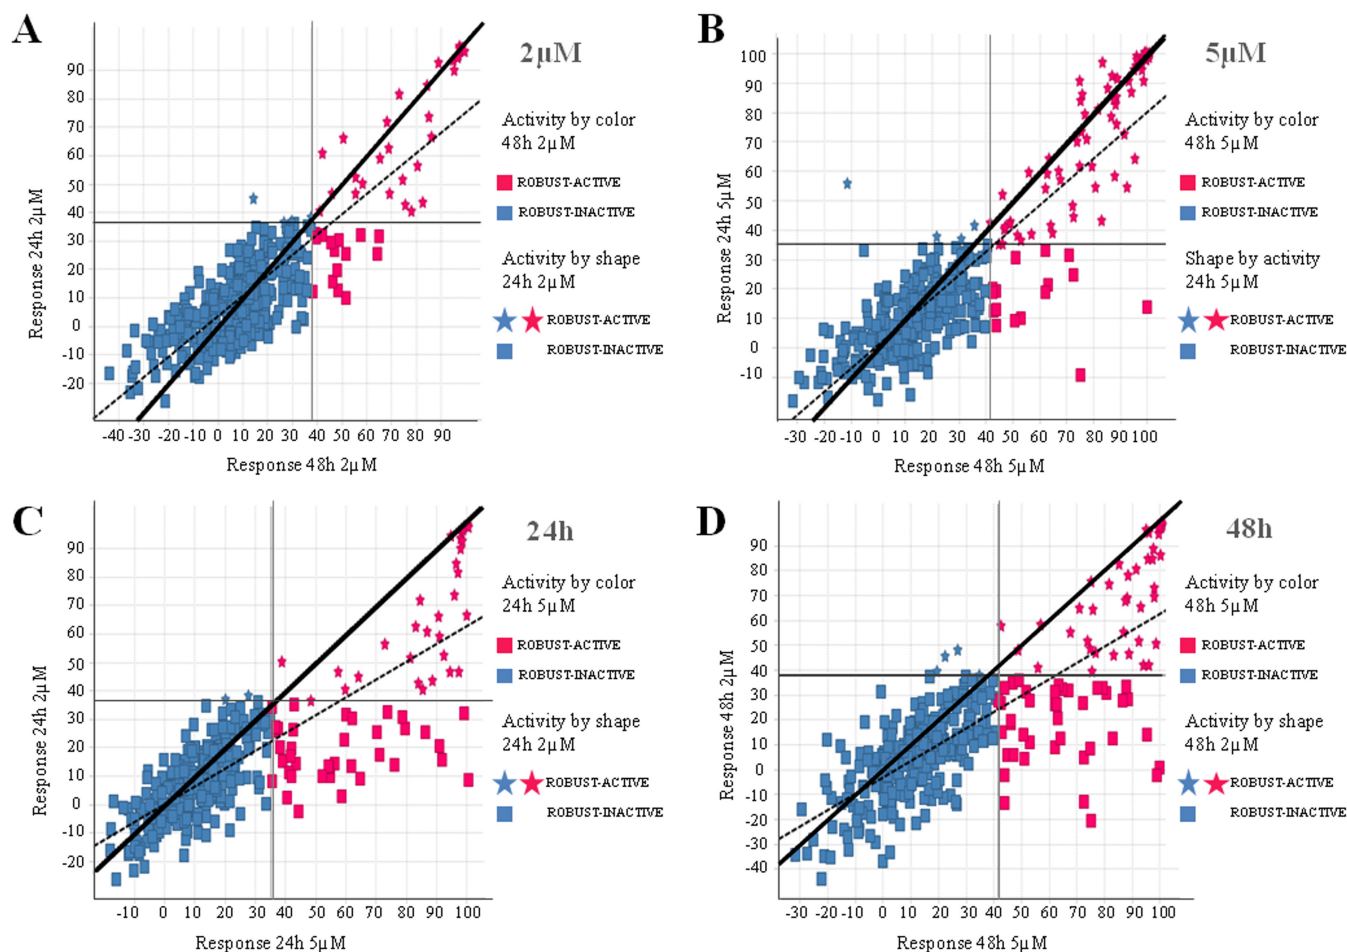 A
2µM
Activity by color
48h 2µM
ROBUST-ACTIVE
ROBUST-INACTIVE
Activity by shape
24h 2µM
ROBUST-ACTIVE
ROBUST-INACTIVE
Response 24h 2µM
90
80
70
60
50
40
30
20
10
0
-10
-20
-40 -30 -20 -10 0 10 20 30 40 50 60 70 80 90
Response 48h 2µM
B
5µM
Activity by color
48h 5µM
ROBUST-ACTIVE
ROBUST-INACTIVE
Shape by activity
24h 5µM
ROBUST-ACTIVE
ROBUST-INACTIVE
Response 24h 5µM
100
80
70
60
50
40
30
20
10
0
-10
-30 -20 -10 0 10 20 30 40 50 60 70 80 90 100
Response 48h 5µM
C
24h
Activity by color
24h 5µM
ROBUST-ACTIVE
ROBUST-INACTIVE
Activity by shape
24h 2µM
ROBUST-ACTIVE
ROBUST-INACTIVE
Response 24h 2µM
90
80
70
60
50
40
30
20
10
0
-10
-20
-10 0 10 20 30 40 50 60 70 80 90 100
Response 24h 5µM
D
48h
Activity by color
48h 5µM
ROBUST-ACTIVE
ROBUST-INACTIVE
Activity by shape
48h 2µM
ROBUST-ACTIVE
ROBUST-INACTIVE
Response 48h 2µM
90
80
70
60
50
40
30
20
10
0
-10
-20
-30
-40
-30 -20 -10 0 10 20 30 40 50 60 70 80 90 100
Response 48h 5µM